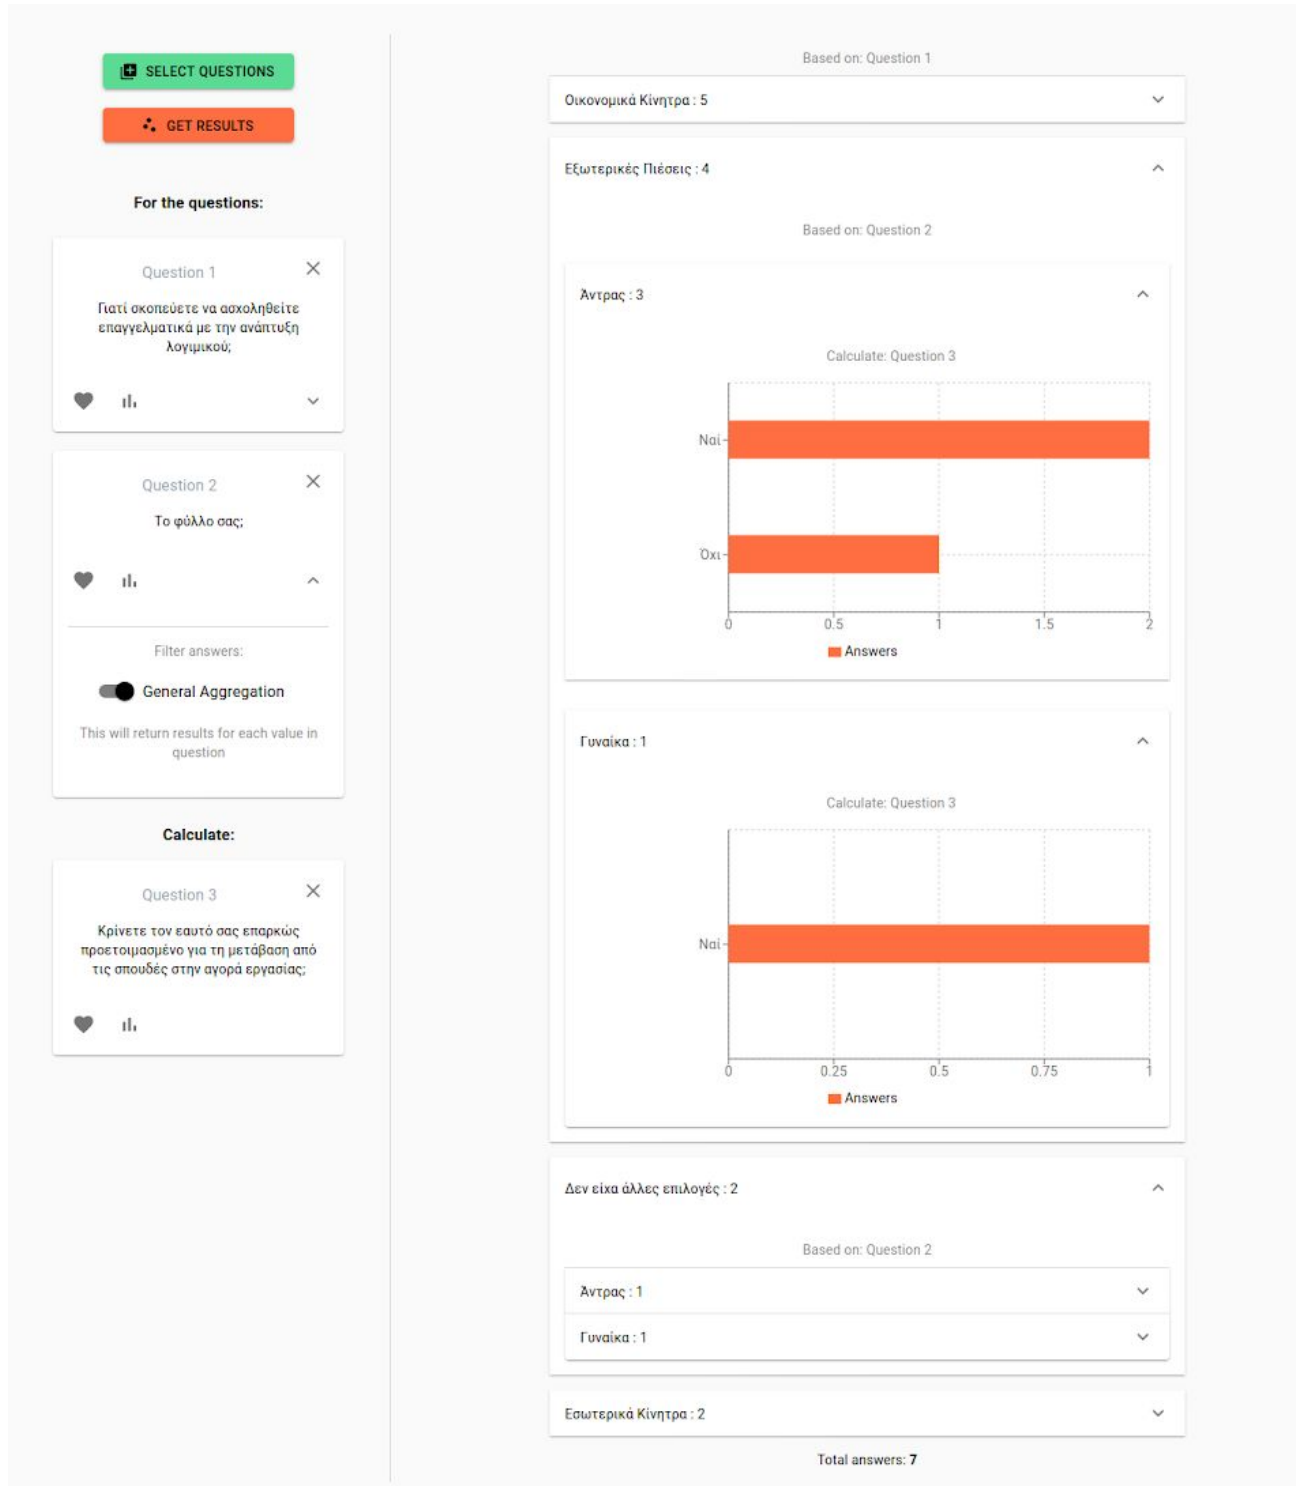 SELECT QUESTIONS
GET RESULTS
For the questions:
Question 1
Γιατί σκοπεύετε να ασχοληθείτε
επαγγελματικά με την ανάπτυξη
λογιμικού;
Question 2
Το φύλλο σας;
Filter answers:
General Aggregation
This will return results for each value in
question
Calculate:
Question 3
Κρίνετε τον εαυτό σας επαρκώς
προετοιμασμένο για τη μετάβαση από
τις σπουδές στην αγορά εργασίας;
Based on: Question 1
Οικονομικά Κίνητρα : 5
Εξωτερικές Πιέσεις : 4
Based on: Question 2
Άντρας : 3
Calculate: Question 3
Ναί
Όχι
0 0.5 1 1.5 2
Answers
Γυναίκα : 1
Calculate: Question 3
Ναί
0 0.25 0.5 0.75 1
Answers
Δεν είχα άλλες επιλογές : 2
Based on: Question 2
Άντρας : 1
Γυναίκα : 1
Εσωτερικά Κίνητρα : 2
Total answers: 7